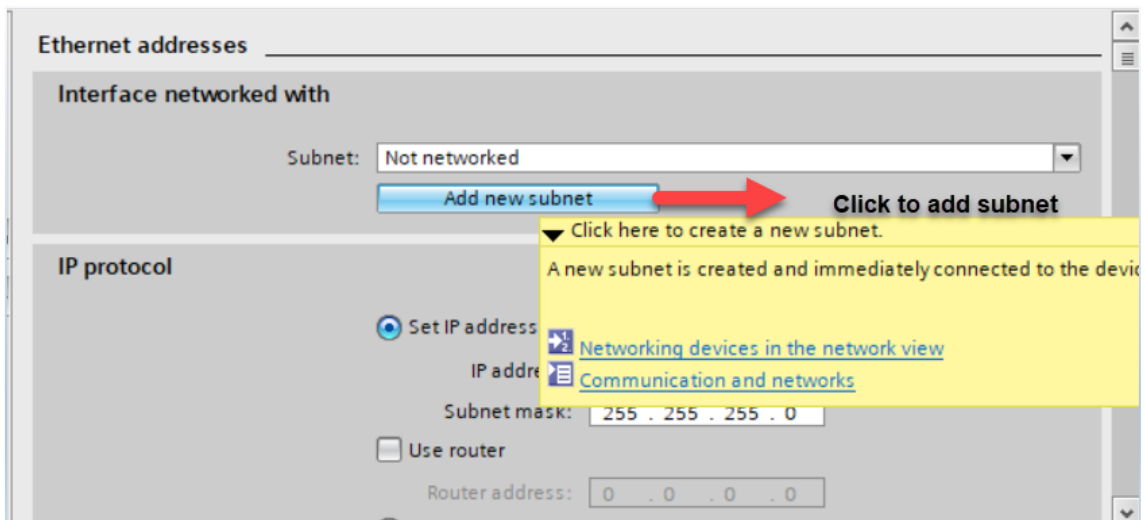 Ethernet addresses
Interface networked with
Subnet: Not networked
Add new subnet
Click to add subnet
Click here to create a new subnet.
IP protocol
A new subnet is created and immediately connected to the
Set IP address
Networking devices in the network view
IP
Communication and networks
Subnet mask: 255 . 255 . 255 . 0
Use router
Router address: 0 . 0 . 0 . 0